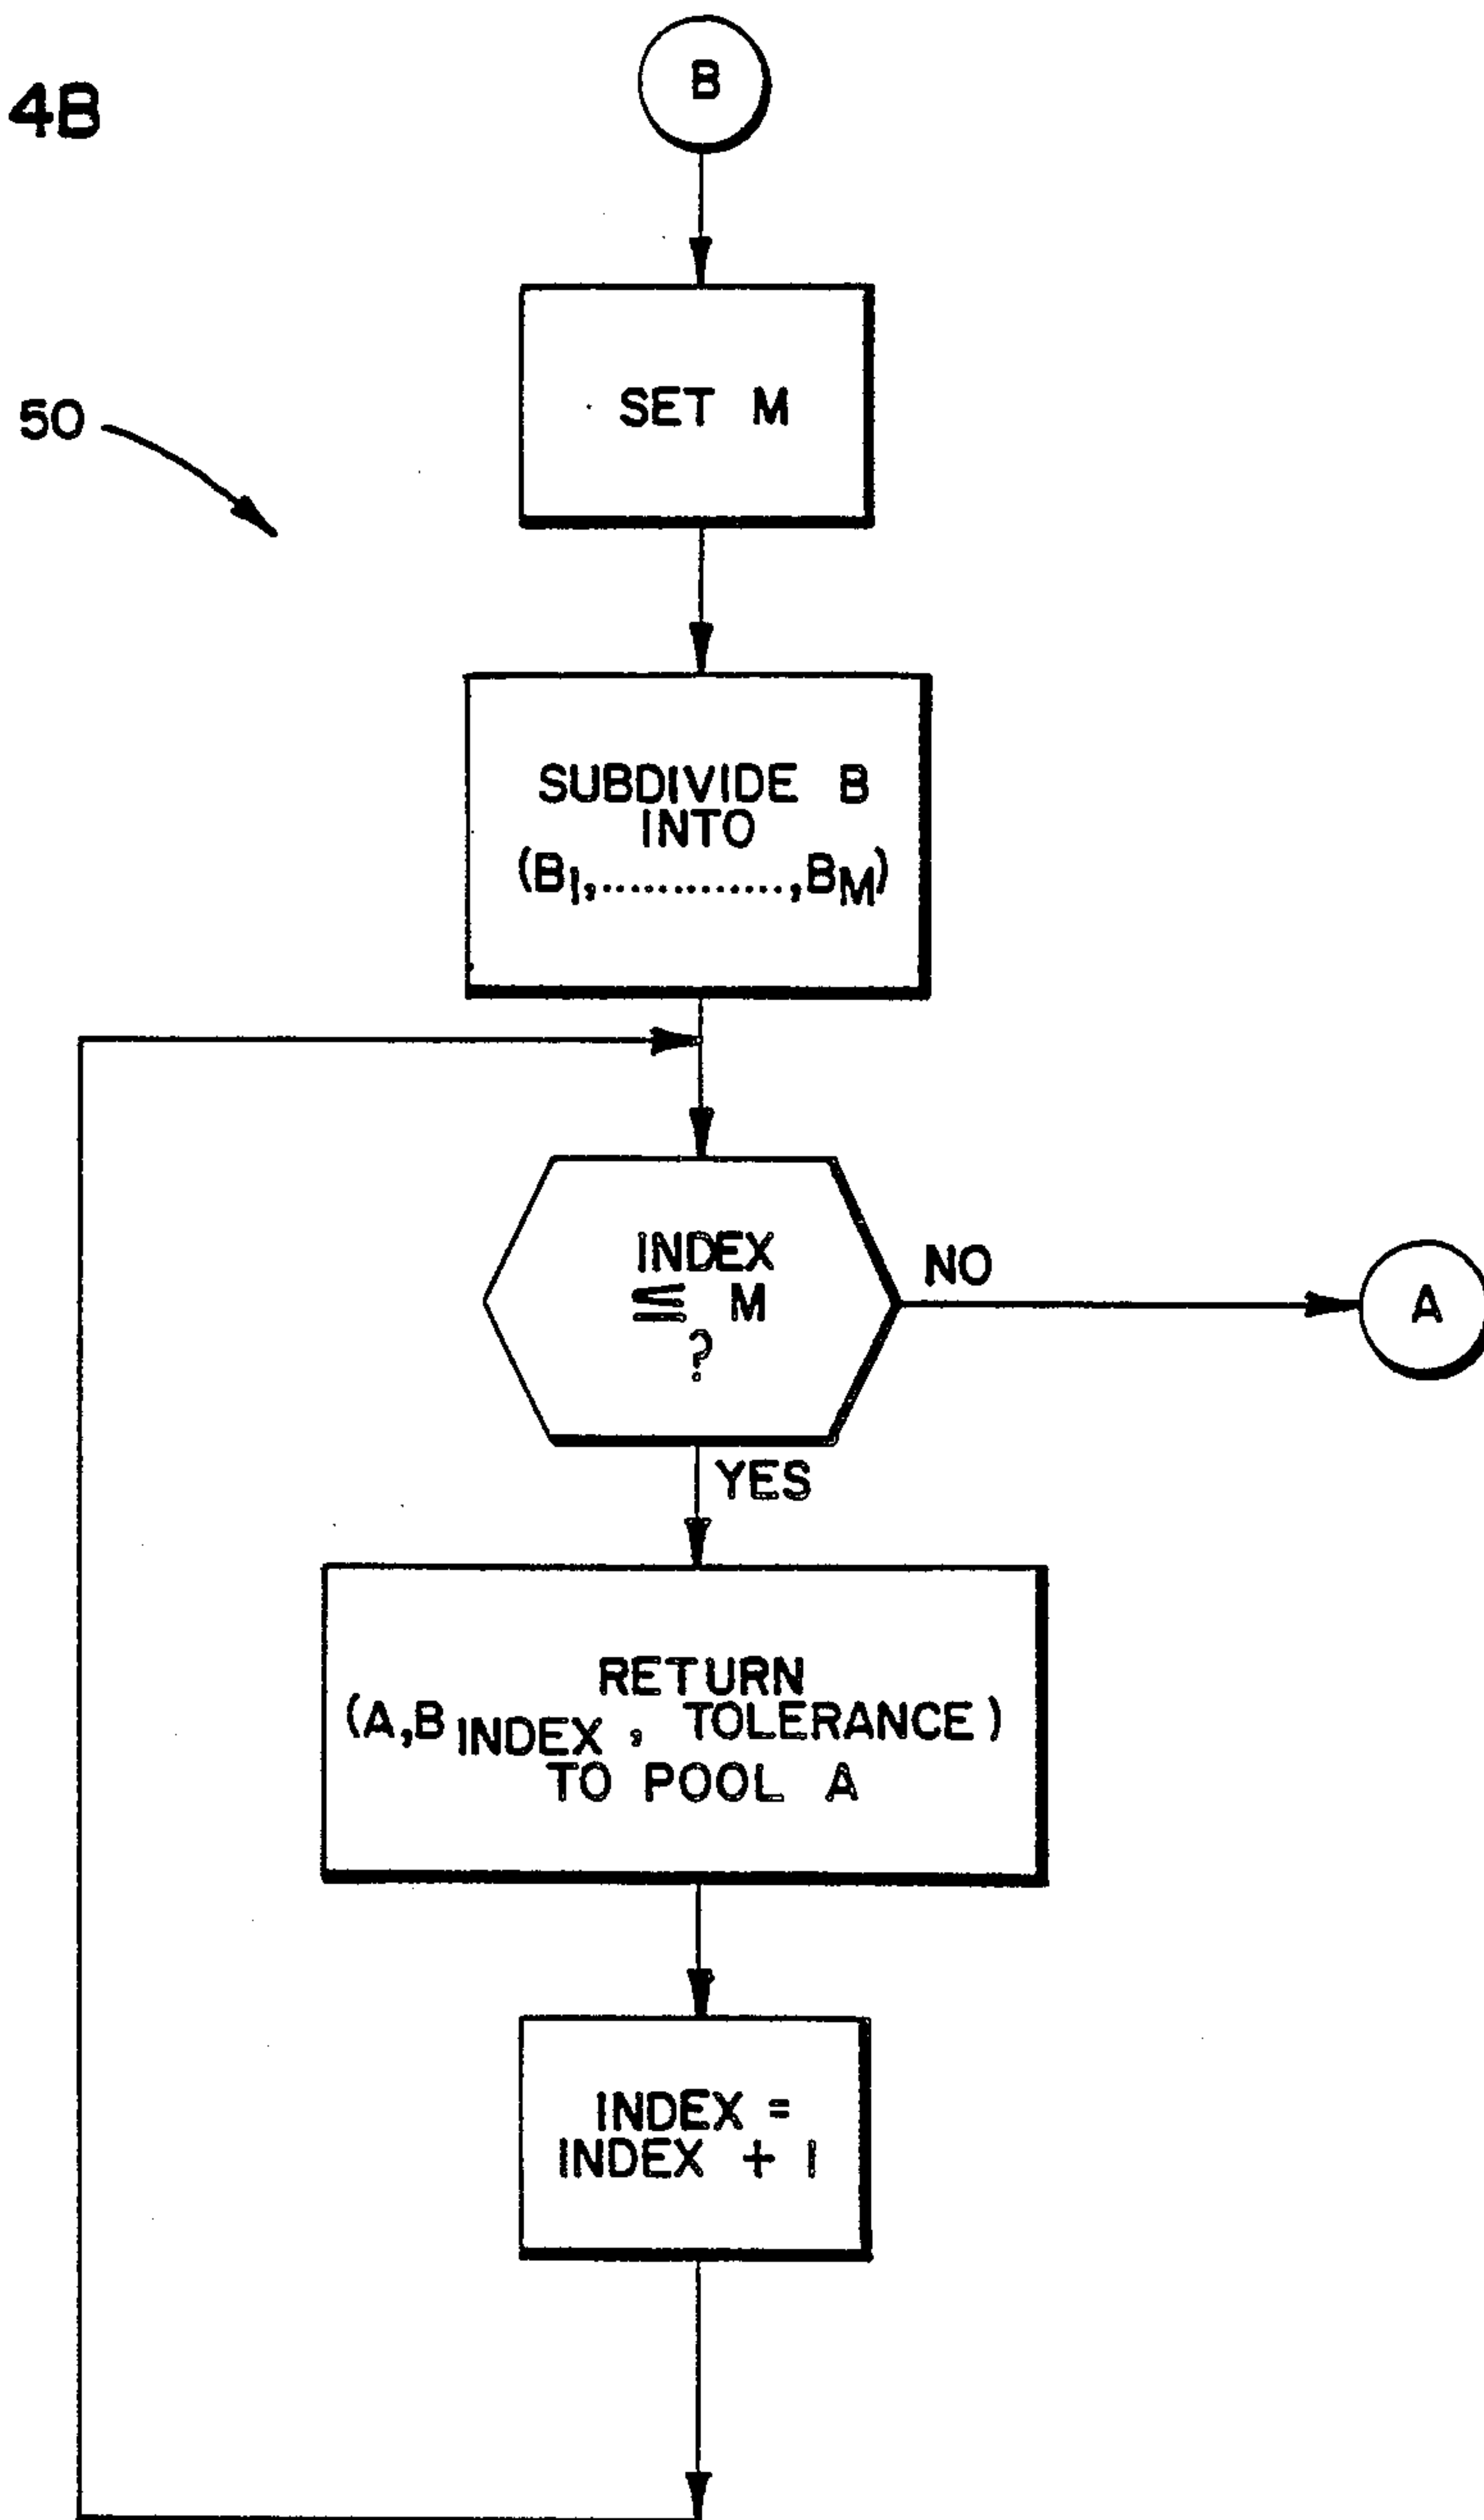 4B
B
50
SET M
SUBDIVIDE B
INTO
(B1,.............,BM)
INDEX
≤ M
?
NO
A
YES
RETURN
(A,B INDEX , TOLERANCE)
TO POOL A
INDEX =
INDEX + 1